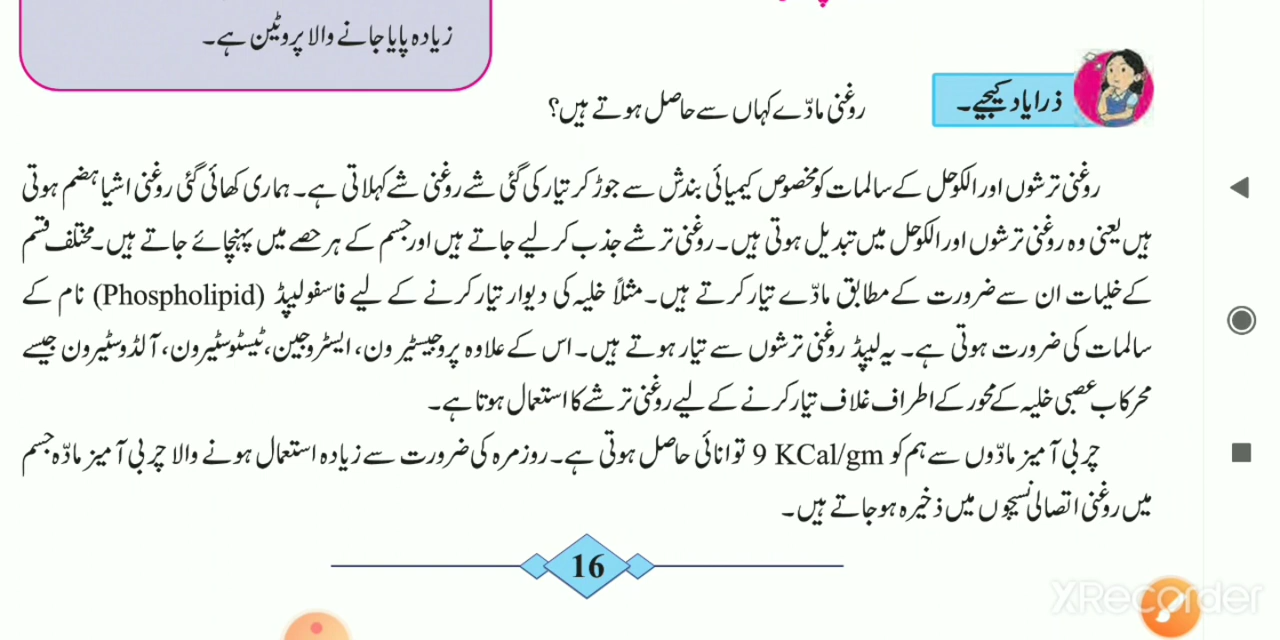 زیادہ پایا جانے والا پروٹین ہے۔
ذرا یاد کیجیے۔
روغنی مادّے کہاں سے حاصل ہوتے ہیں؟
روغنی ترشوں اور الکوحل کے سالمات کو مخصوص کیمیائی بندش سے جوڑ کر تیار کی گئی شے روغنی شے کہلاتی ہے۔ ہماری کھائی گئی روغنی اشیا ہضم ہوتی
ہیں یعنی وہ روغنی ترشوں اور الکوحل میں تبدیل ہوتی ہیں۔ روغنی ترشے جذب کر لیے جاتے ہیں اور جسم کے ہر حصے میں پہنچائے جاتے ہیں۔ مختلف قسم
کے خلیات ان سے ضرورت کے مطابق مادّے تیار کرتے ہیں۔ مثلاً خلیہ کی دیوار تیار کرنے کے لیے فاسفولپڈ (Phospholipid) نام کے
سالمات کی ضرورت ہوتی ہے۔ یہ لپڈ روغنی ترشوں سے تیار ہوتے ہیں۔ اس کے علاوہ پروجیسٹیرون، ایسٹروجین، ٹیسٹوسٹیرون، آلڈوسٹیرون جیسے
محرکاب عصبی خلیہ کے محور کے اطراف غلاف تیار کرنے کے لیے روغنی ترشے کا استعمال ہوتا ہے۔
چربی آمیز مادّوں سے ہم کو 9 KCal/gm توانائی حاصل ہوتی ہے۔ روزمرہ کی ضرورت سے زیادہ استعمال ہونے والا چربی آمیز مادّہ جسم
میں روغنی اتصالی نسیجوں میں ذخیرہ ہو جاتے ہیں۔
16
XRecorder